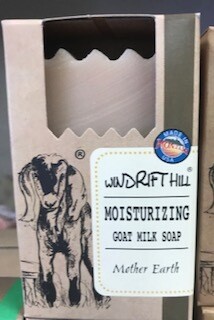 MADE IN
USA
®
WINDRIFT HILL®
MOISTURIZING
GOAT MILK SOAP
Mother Earth